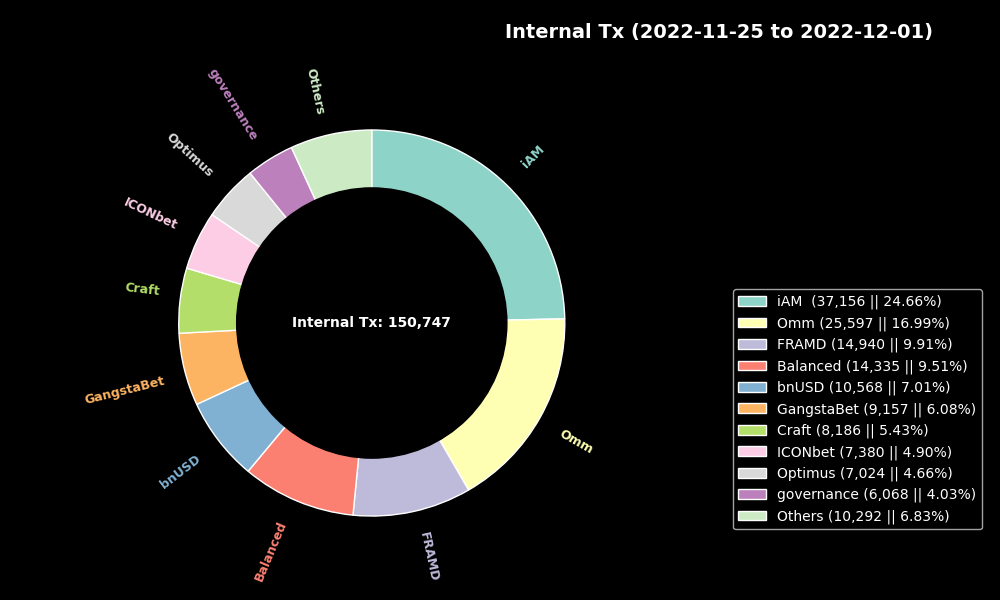 Internal Tx (2022-11-25 to 2022-12-01)
Others
governance
iAM
Optimus
ICONbet
Craft
Internal Tx: 150,747
GangstaBet
Omm
bnUSD
Balanced
FRAMD
iAM  (37,156 || 24.66%)
Omm (25,597 || 16.99%)
FRAMD (14,940 || 9.91%)
Balanced (14,335 || 9.51%)
bnUSD (10,568 || 7.01%)
GangstaBet (9,157 || 6.08%)
Craft (8,186 || 5.43%)
ICONbet (7,380 || 4.90%)
Optimus (7,024 || 4.66%)
governance (6,068 || 4.03%)
Others (10,292 || 6.83%)